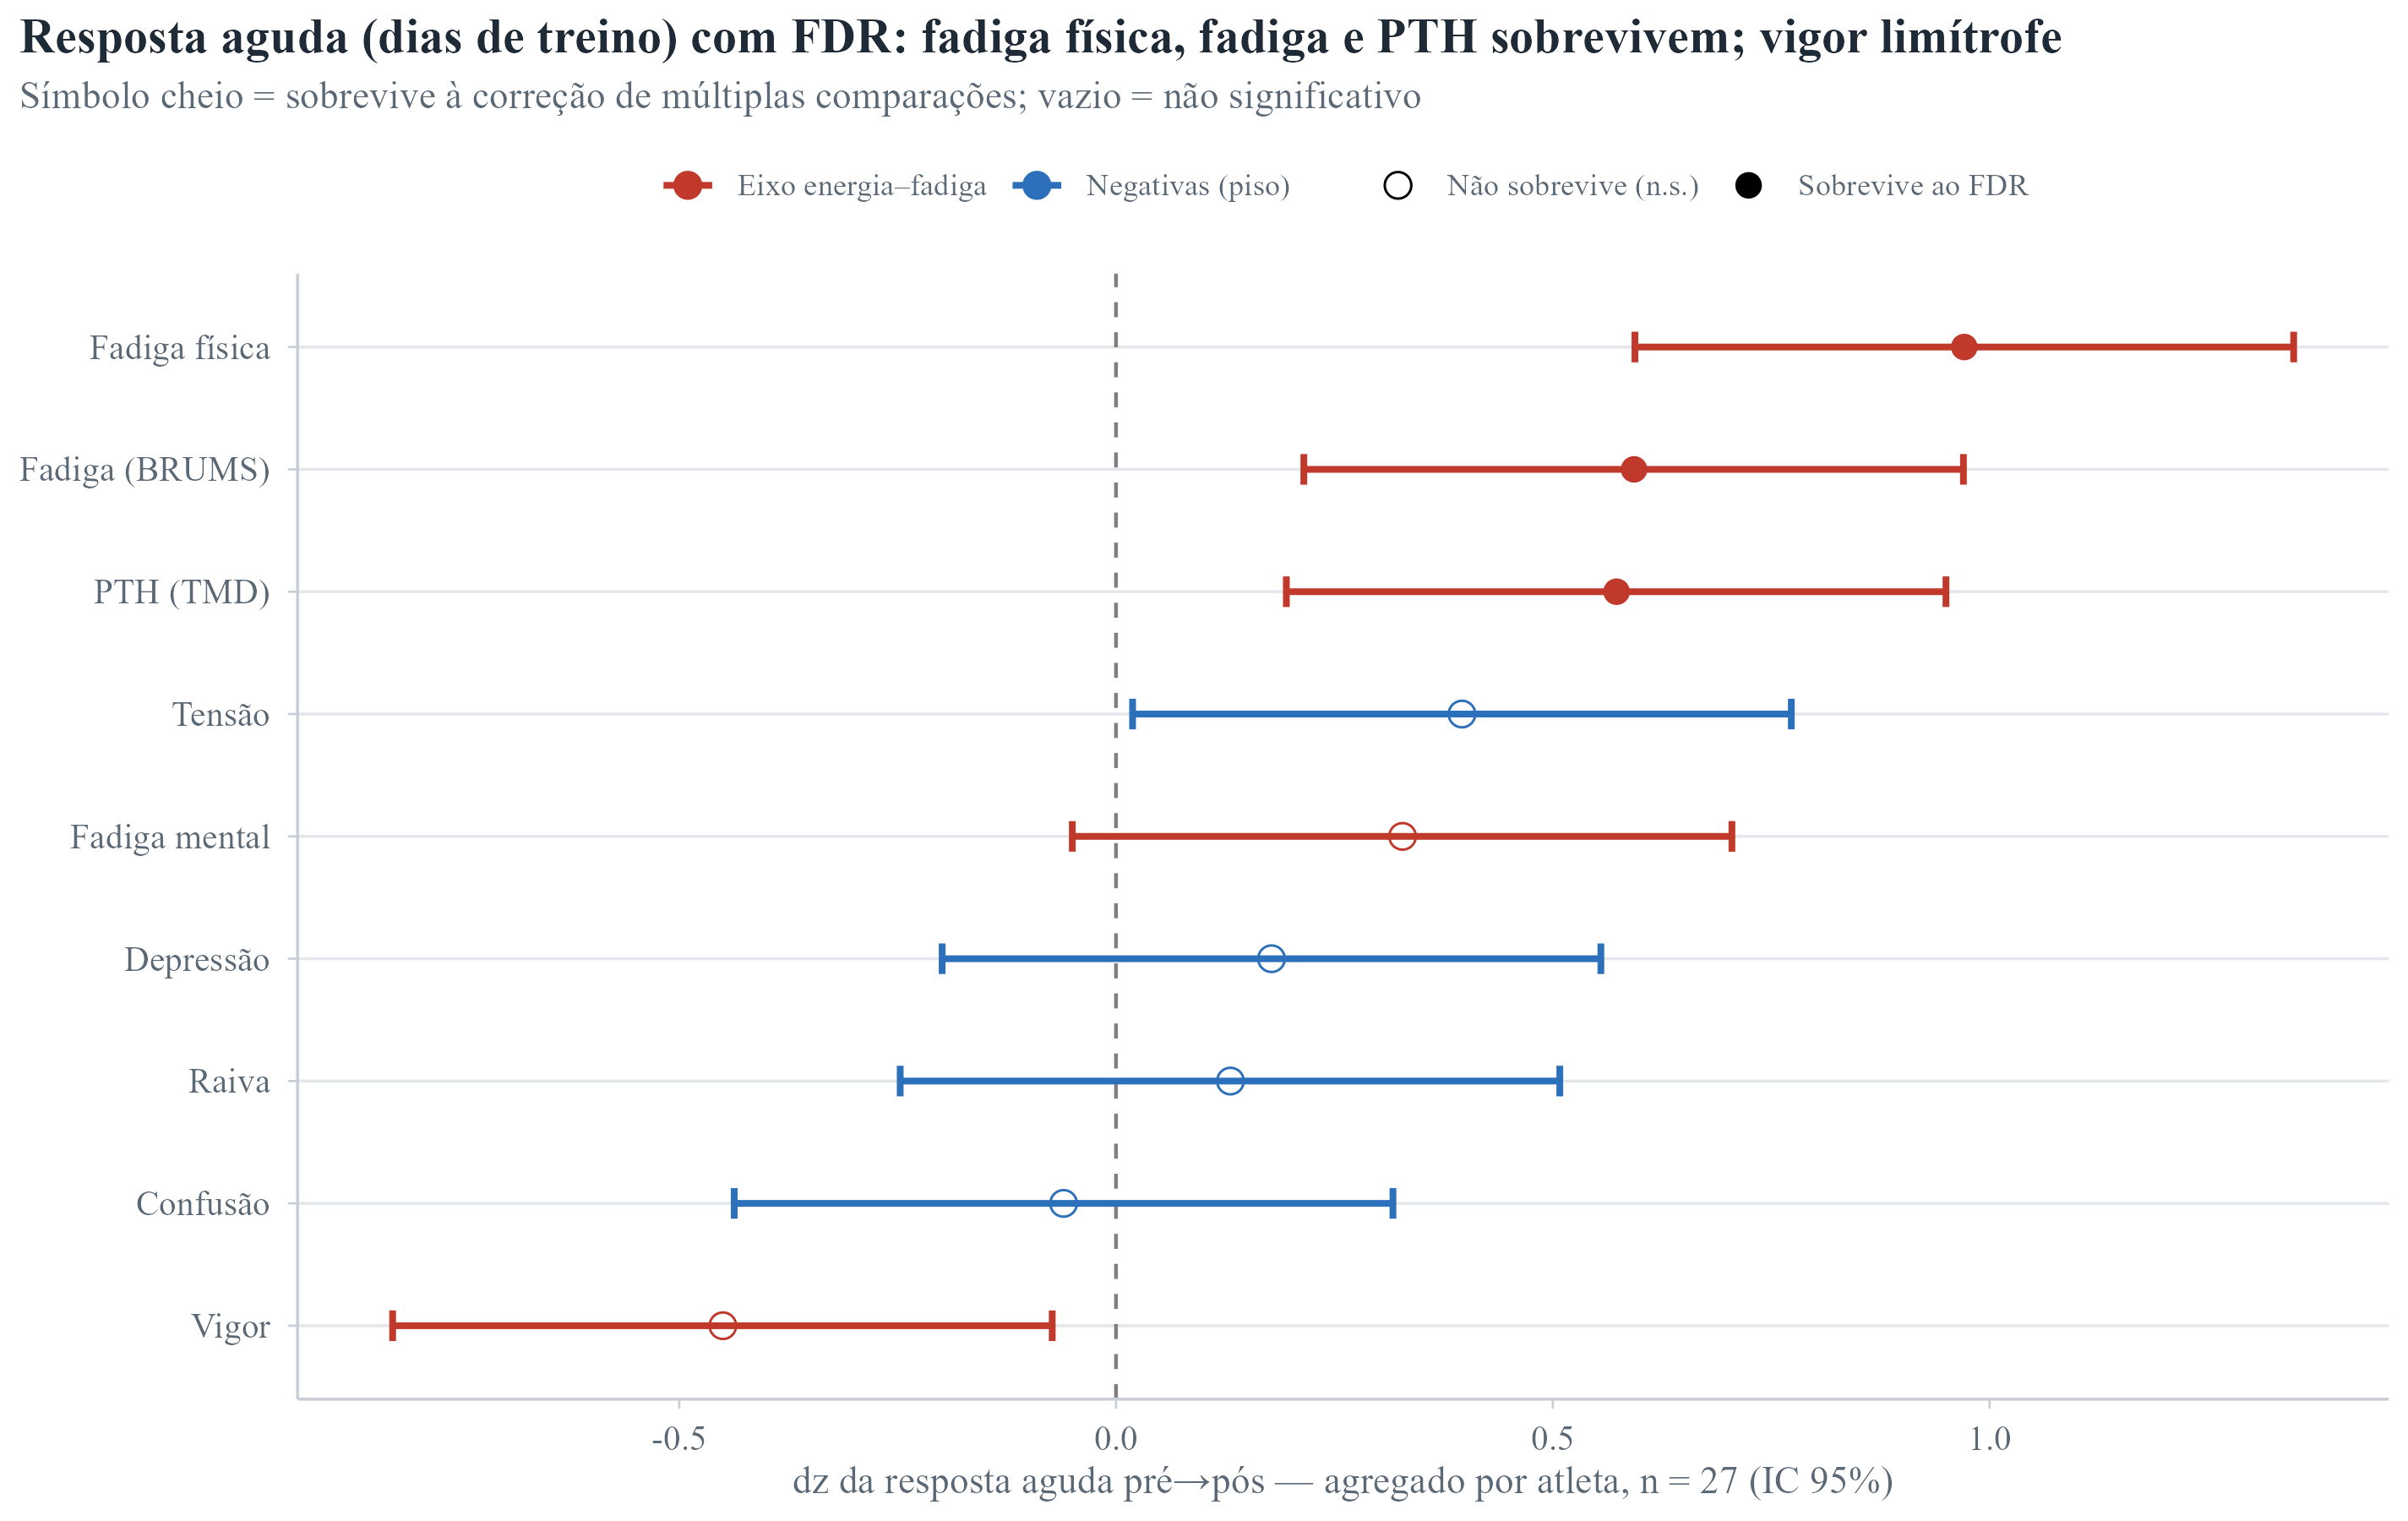 Resposta aguda (dias de treino) com FDR: fadiga física, fadiga e PTH sobrevivem; vigor limítrofe
Símbolo cheio = sobrevive à correção de múltiplas comparações; vazio = não significativo
Eixo energia–fadiga Negativas (piso) Não sobrevive (n.s.) Sobrevive ao FDR
Fadiga física
Fadiga (BRUMS)
PTH (TMD)
Tensão
Fadiga mental
Depressão
Raiva
Confusão
Vigor
-0.5 0.0 0.5 1.0
dz da resposta aguda pré→pós — agregado por atleta, n = 27 (IC 95%)